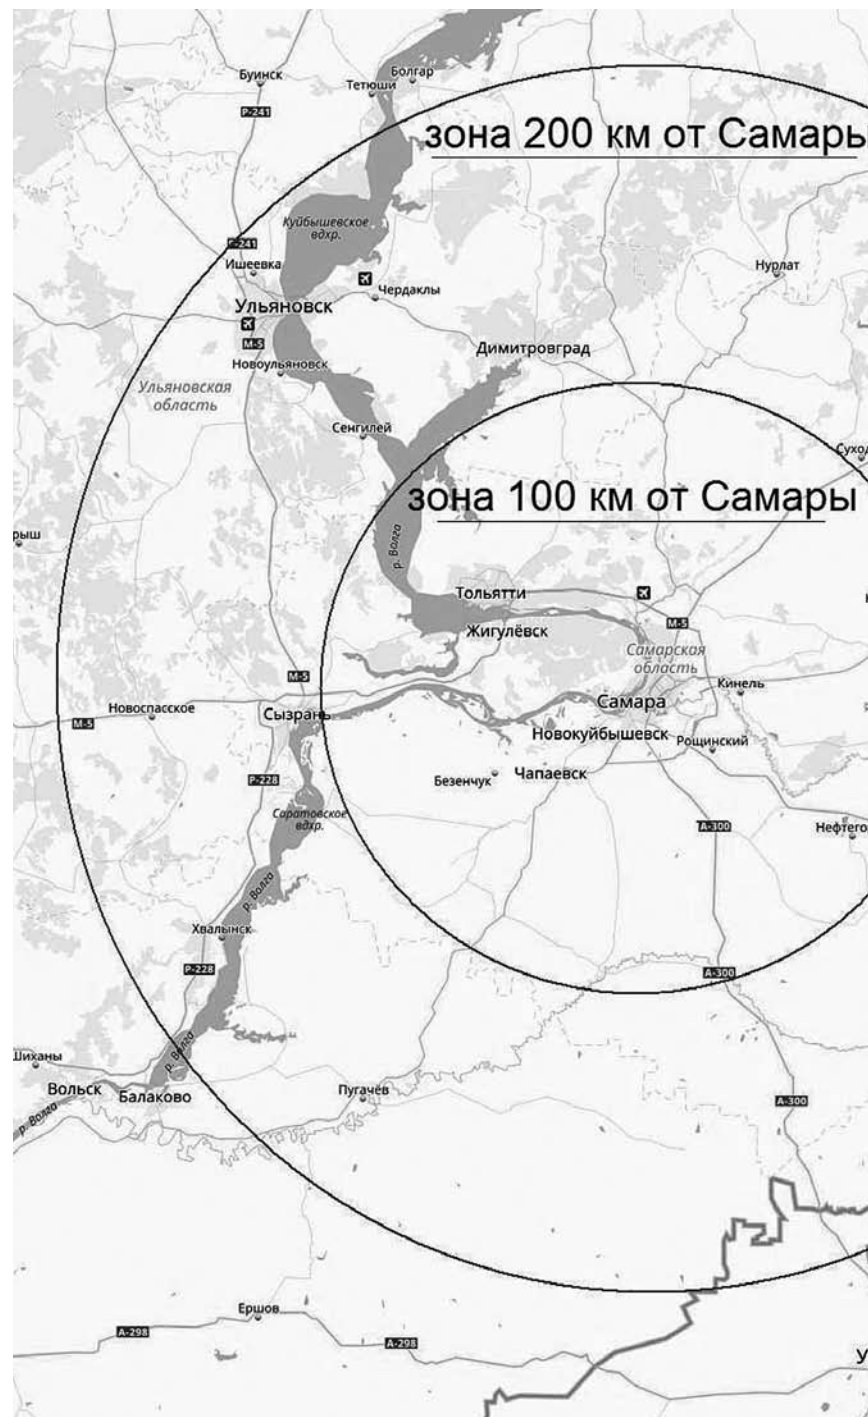 Буинск
Тетюши
Болгар
Р-241
зона 200 км от Самары
Куйбышевское
вдхр.
Р-241
Ишеевка
Нурлат
Чердаклы
Ульяновск
М-5
Димитровград
Новоульяновск
Ульяновская
область
Сенгилей
Суход
зона 100 км от Самары
рыш
р. Волга
Тольятти
М-5
Жигулёвск
Самарская
область
М-5
Кинель
Новоспасское
М-5
Сызрань
Самара
Новокуйбышевск
Рощинский
Безенчук
Чапаевск
Р-228
Саратовское
вдхр.
А-300
Нефтего
р. Волга
Хвалынск
Р-228
А-300
Шиханы
р. Волга
Вольск
Балаково
Пугачёв
А-300
р. Волга
Ершов
А-298
А-298
У